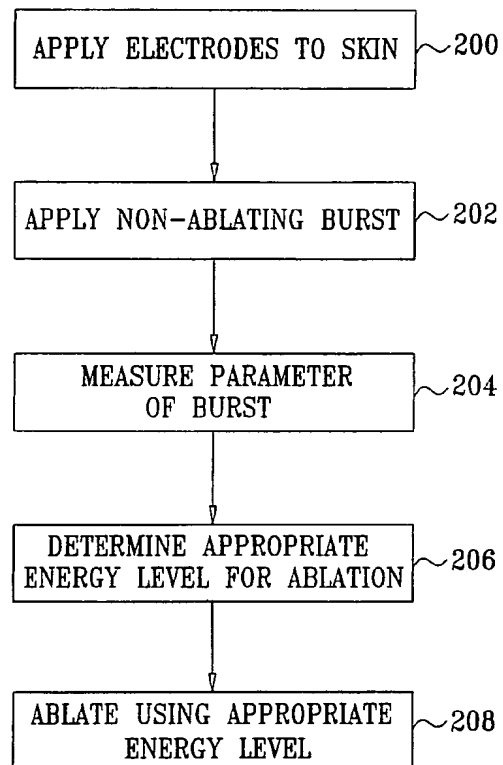 APPLY ELECTRODES TO SKIN
200
APPLY NON-ABLATING BURST
202
MEASURE PARAMETER
OF BURST
204
DETERMINE APPROPRIATE
ENERGY LEVEL FOR ABLATION
206
ABLATE USING APPROPRIATE
ENERGY LEVEL
208